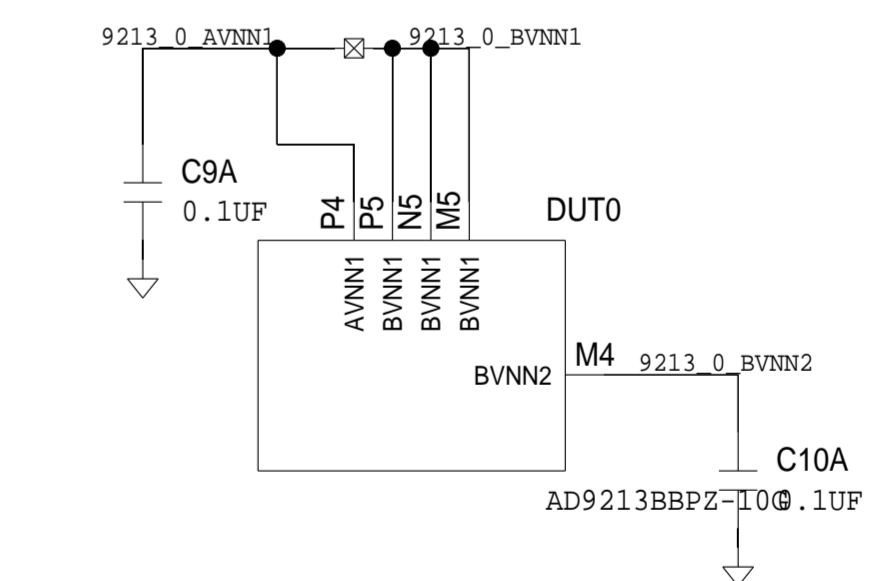 9213_0_AVNN1
9213_0_BVNN1
C9A
0.1UF
P4
P5
N5
M5
DUT0
AVNN1
BVNN1
BVNN1
BVNN1
BVNN2
M4
9213_0_BVNN2
C10A
AD9213BBPZ-10G
0.1UF